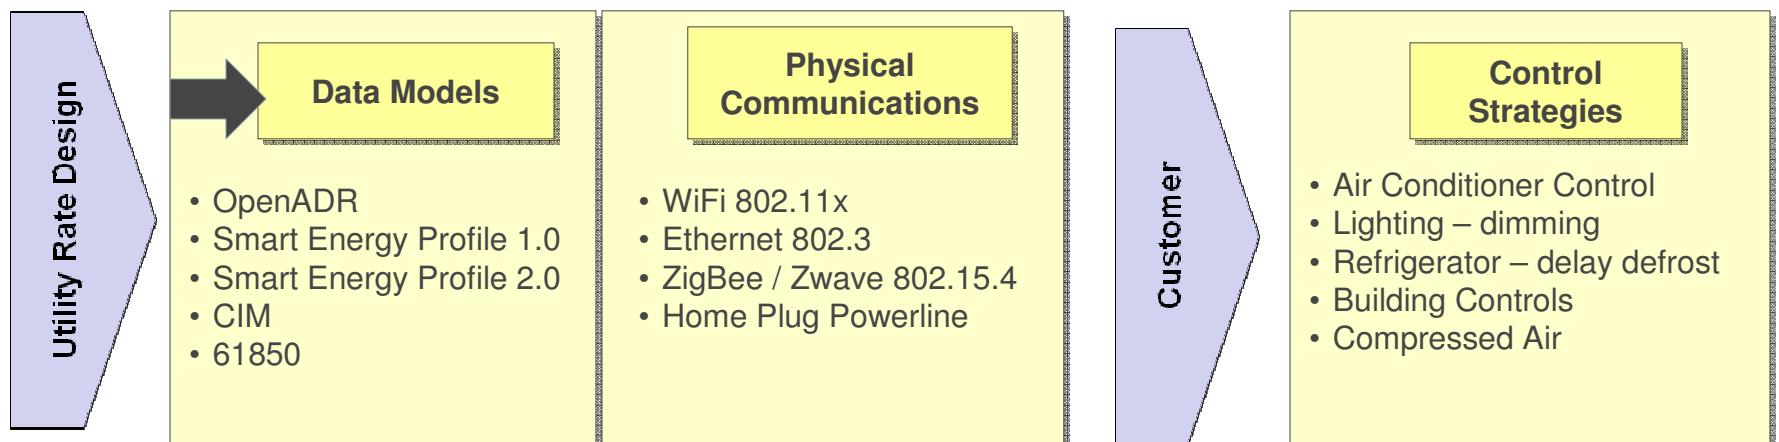 Utility Rate Design
Data Models
• OpenADR
• Smart Energy Profile 1.0
• Smart Energy Profile 2.0
• CIM
• 61850
Physical
Communications
• WiFi 802.11x
• Ethernet 802.3
• ZigBee / Zwave 802.15.4
• Home Plug Powerline
Customer
Control
Strategies
• Air Conditioner Control
• Lighting – dimming
• Refrigerator – delay defrost
• Building Controls
• Compressed Air